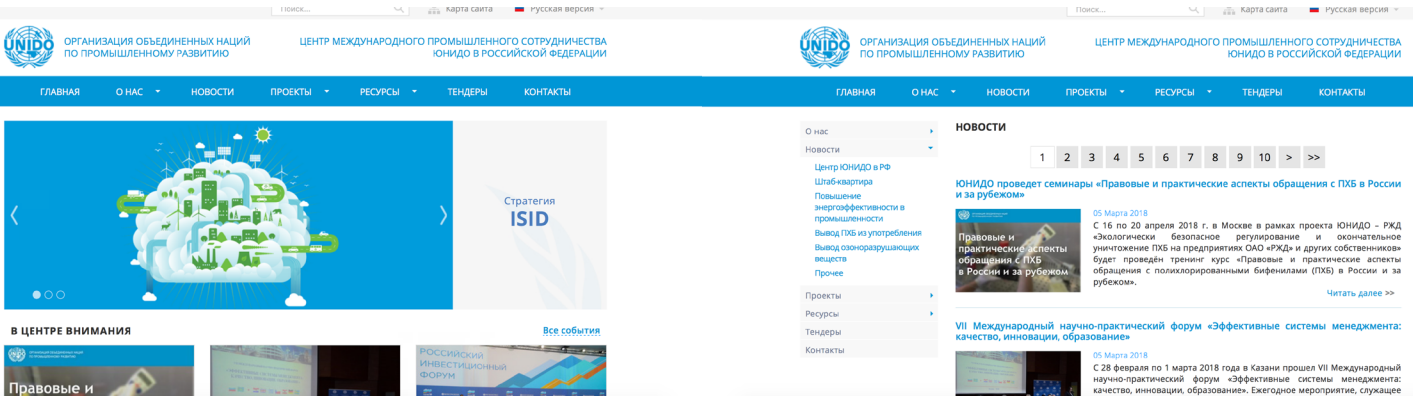 Поиск...
Карта сайта
Русская версия
UNIDO
ОРГАНИЗАЦИЯ ОБЪЕДИНЕННЫХ НАЦИЙ
ПО ПРОМЫШЛЕННОМУ РАЗВИТИЮ
ЦЕНТР МЕЖДУНАРОДНОГО ПРОМЫШЛЕННОГО СОТРУДНИЧЕСТВА
ЮНИДО В РОССИЙСКОЙ ФЕДЕРАЦИИ
ГЛАВНАЯ
О НАС
НОВОСТИ
ПРОЕКТЫ
РЕСУРСЫ
ТЕНДЕРЫ
КОНТАКТЫ
Стратегия
ISID
В ЦЕНТРЕ ВНИМАНИЯ
Все события
Правовые и
РОССИЙСКИЙ
ИНВЕСТИЦИОННЫЙ
ФОРУМ
Поиск...
Карта сайта
Русская версия
UNIDO
ОРГАНИЗАЦИЯ ОБЪЕДИНЕННЫХ НАЦИЙ
ПО ПРОМЫШЛЕННОМУ РАЗВИТИЮ
ЦЕНТР МЕЖДУНАРОДНОГО ПРОМЫШЛЕННОГО СОТРУДНИЧЕСТВА
ЮНИДО В РОССИЙСКОЙ ФЕДЕРАЦИИ
ГЛАВНАЯ
О НАС
НОВОСТИ
ПРОЕКТЫ
РЕСУРСЫ
ТЕНДЕРЫ
КОНТАКТЫ
О нас
Новости
Центр ЮНИДО в РФ
Штаб-квартира
Повышение
энергоэффективности в
промышленности
Вывод ПХБ из употребления
Вывод озоноразрушающих
веществ
Прочее
Проекты
Ресурсы
Тендеры
Контакты
НОВОСТИ
1 2 3 4 5 6 7 8 9 10 > >>
ЮНИДО проведет семинары «Правовые и практические аспекты обращения с ПХБ в России
и за рубежом»
Правовые и
практические аспекты
обращения с ПХБ
в России и за рубежом
05 Марта 2018
С 16 по 20 апреля 2018 г. в Москве в рамках проекта ЮНИДО – РЖД
«Экологически безопасное регулирование и окончательное
уничтожение ПХБ на предприятиях ОАО «РЖД» и других собственников»
будет проведён тренинг курс «Правовые и практические аспекты
обращения с полихлорированными бифенилами (ПХБ) в России и за
рубежом».
Читать далее >>
VII Международный научно-практический форум «Эффективные системы менеджмента:
качество, инновации, образование»
05 Марта 2018
С 28 февраля по 1 марта 2018 года в Казани прошел VII Международный
научно-практический форум «Эффективные системы менеджмента:
качество, инновации, образование». Ежегодное мероприятие, служащее